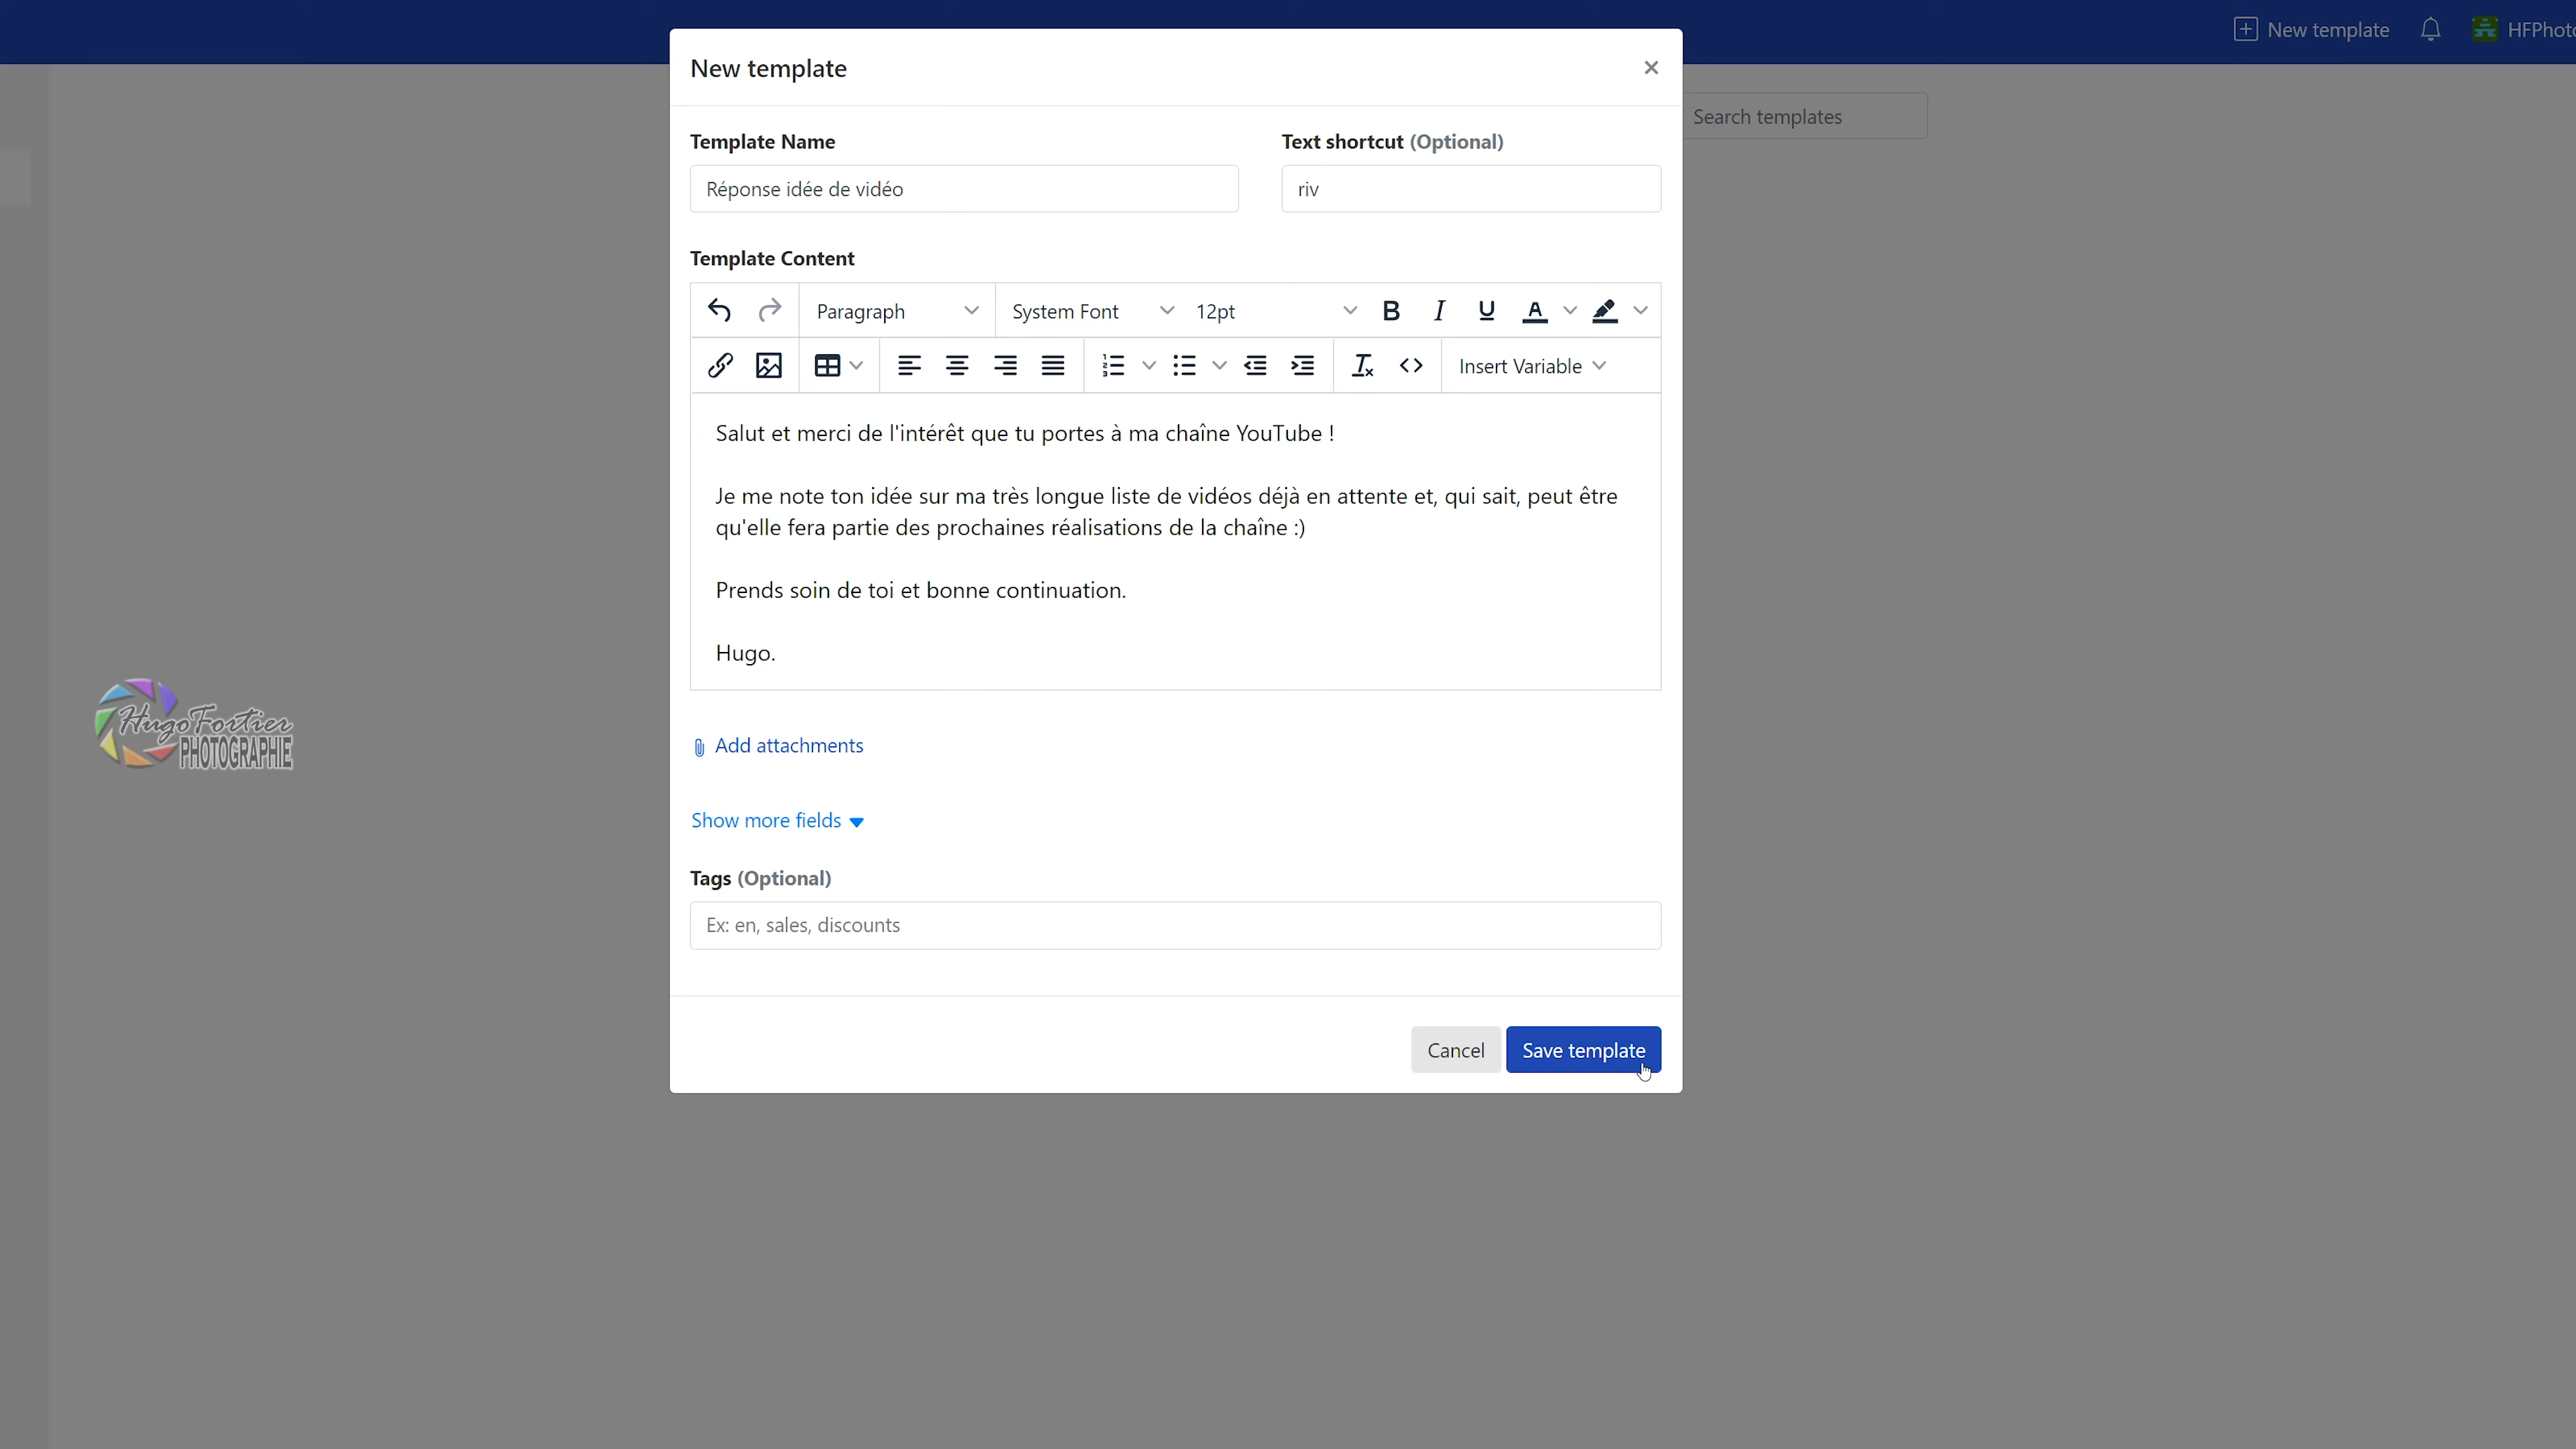 New template
HFPhoto
New template
Search templates
Template Name
Text shortcut (Optional)
Réponse idée de vidéo
riv
Template Content
Paragraph
System Font
12pt
Insert Variable
Salut et merci de l'intérêt que tu portes à ma chaîne YouTube !
Je me note ton idée sur ma très longue liste de vidéos déjà en attente et, qui sait, peut être
qu'elle fera partie des prochaines réalisations de la chaîne :)
Prends soin de toi et bonne continuation.
Hugo.
Hugo Fortier
PHOTOGRAPHIE
Add attachments
Show more fields
Tags (Optional)
Ex: en, sales, discounts
Cancel
Save template